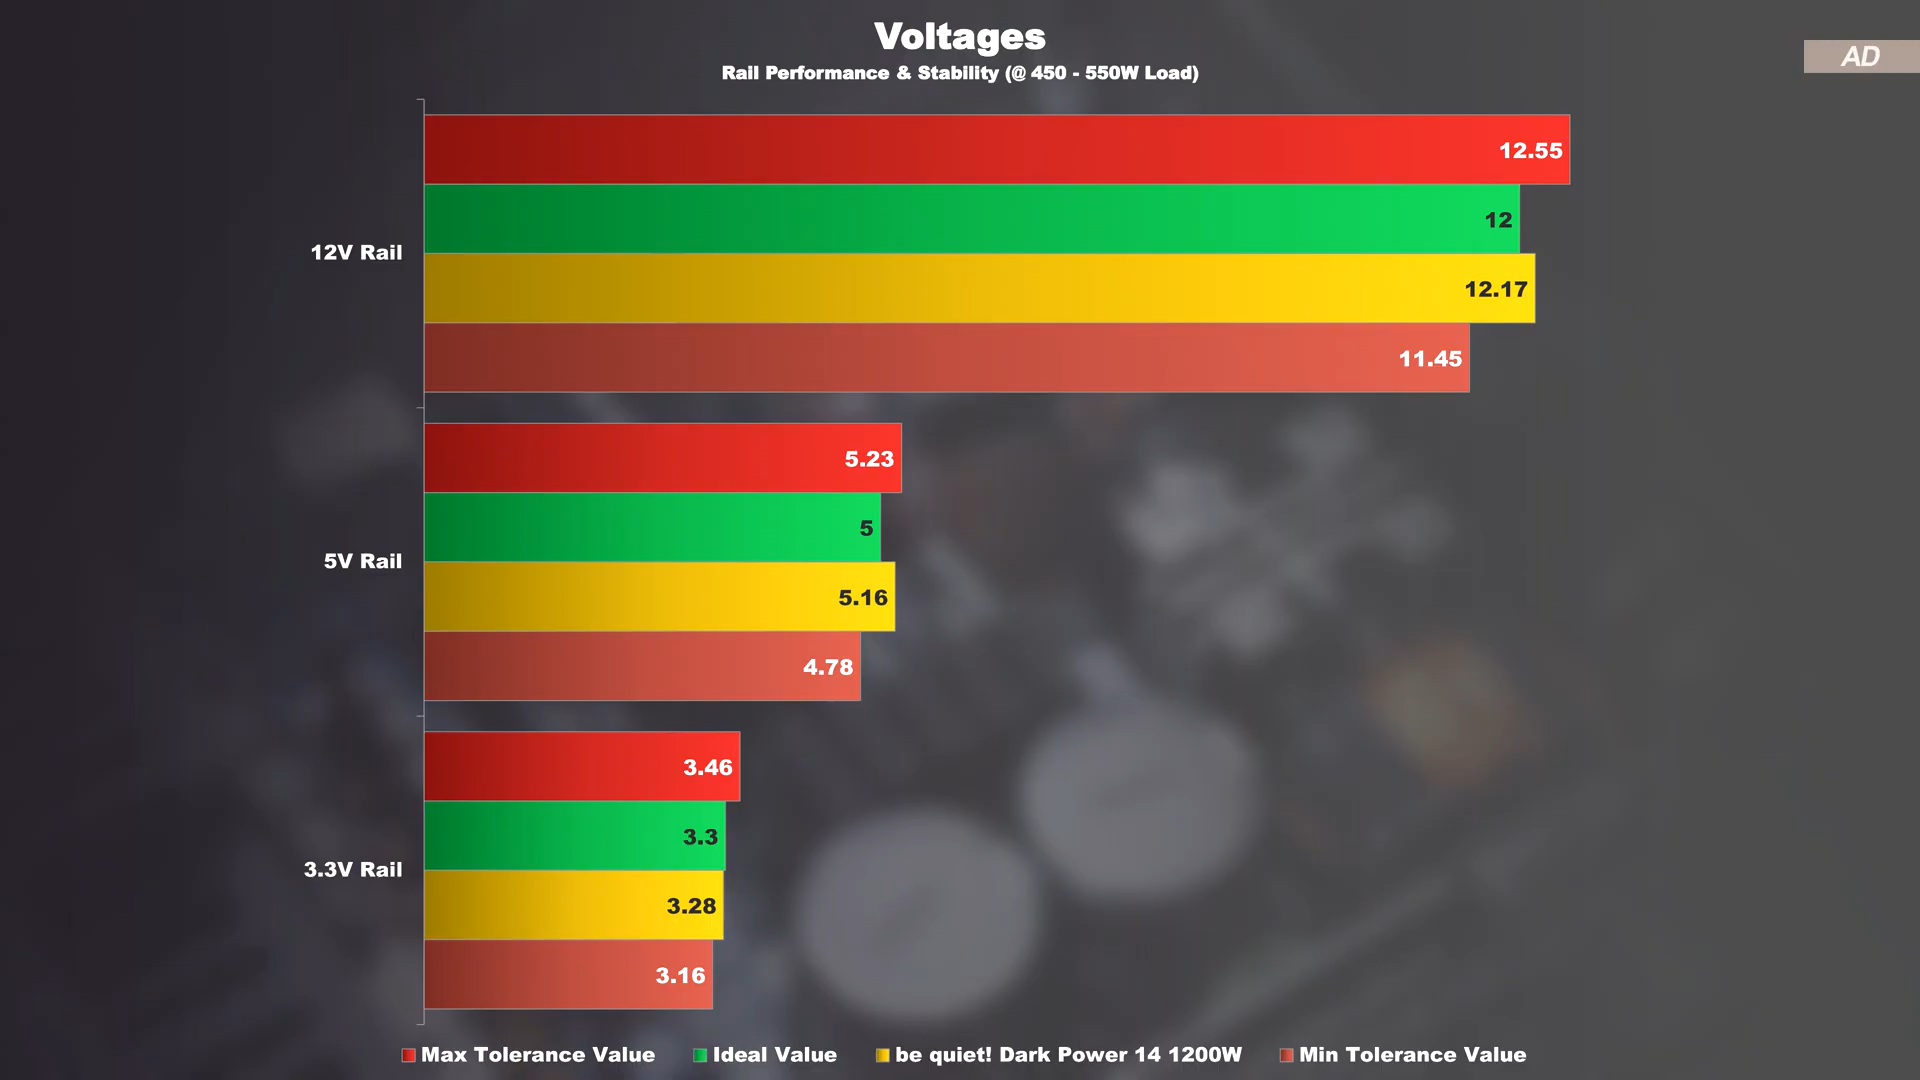 Voltages
Rail Performance & Stability (@ 450 - 550W Load)
AD
12V Rail
12.55
12
12.17
11.45
5V Rail
5.23
5
5.16
4.78
3.3V Rail
3.46
3.3
3.28
3.16
Max Tolerance Value
Ideal Value
be quiet! Dark Power 14 1200W
Min Tolerance Value